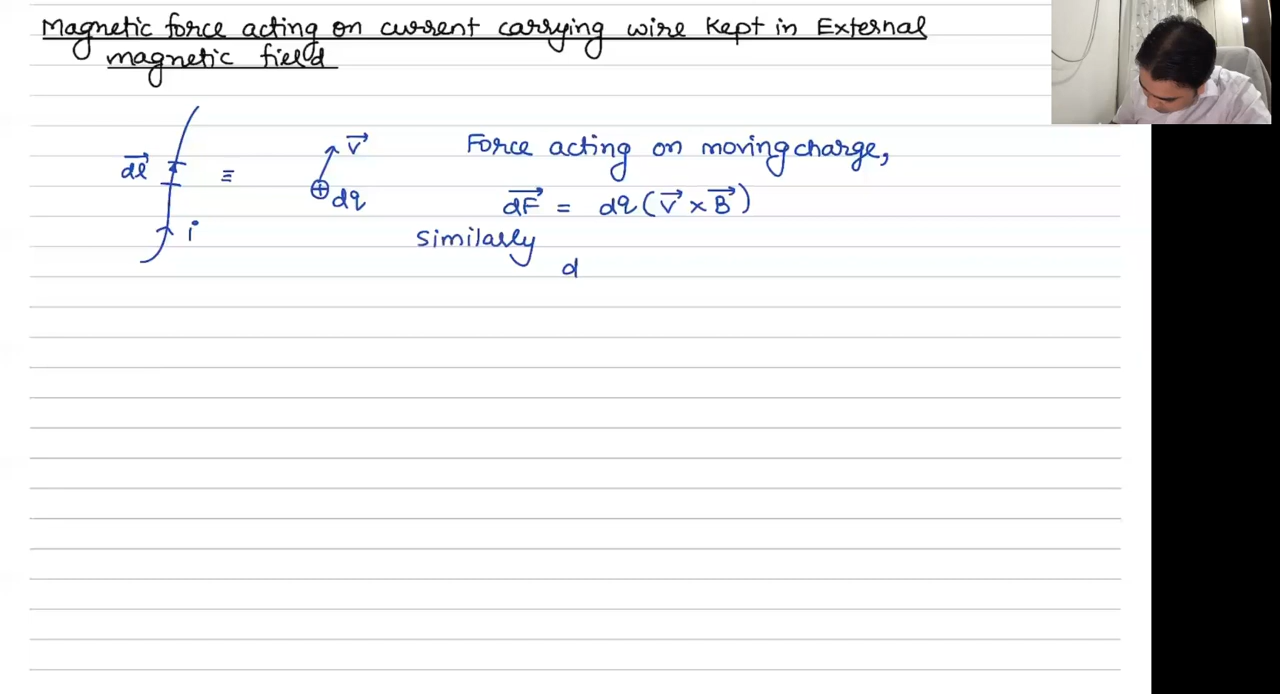 Magnetic force acting on current carrying wire kept in External
magnetic field
dl⃗ ≡ v⃗ Force acting on moving charge,
⊕dq dF⃗ = dq(v⃗ × B⃗)
i Similarly
d